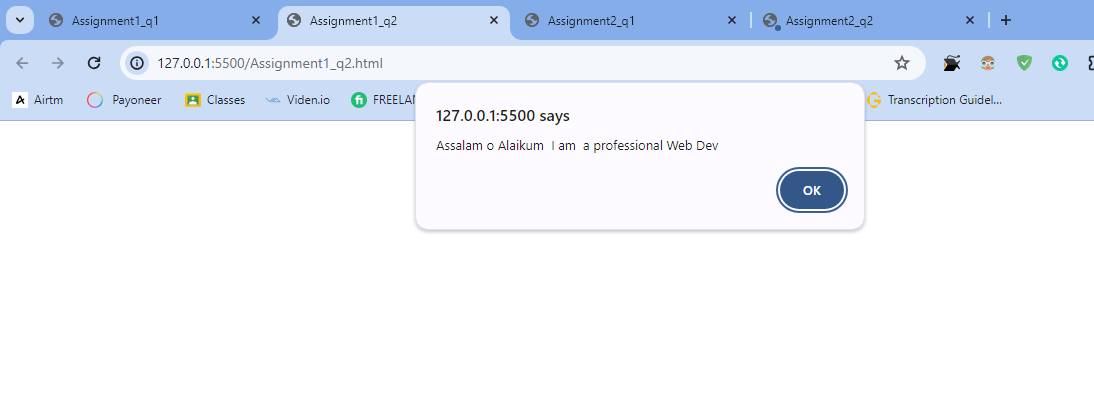 Assignment1_q1 Assignment1_q2 Assignment2_q1 Assignment2_q2
127.0.0.1:5500/Assignment1_q2.html
Airtm Payoneer Classes Viden.io FREELAN Transcription Guidel...
127.0.0.1:5500 says
Assalam o Alaikum  I am  a professional Web Dev
OK